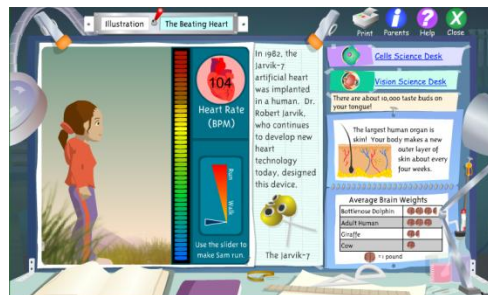 Illustration
The Beating Heart
Print
Parents
Help
Close
104
Heart Rate
(BPM)
Run
Walk
Use the slider to
make Sam run.
In 1982, the
Jarvik-7
artificial heart
was implanted
in a human. Dr.
Robert Jarvik,
who continues
to develop new
heart
technology
today, designed
this device.
The Jarvik-7
Cells Science Desk
Vision Science Desk
There are about 10,000 taste buds on
your tongue!
The largest human organ is
skin! Your body makes a new
outer layer of
skin about every
four weeks.
Average Brain Weights
Bottlenose Dolphin
Adult Human
Giraffe
Cow
=1 pound